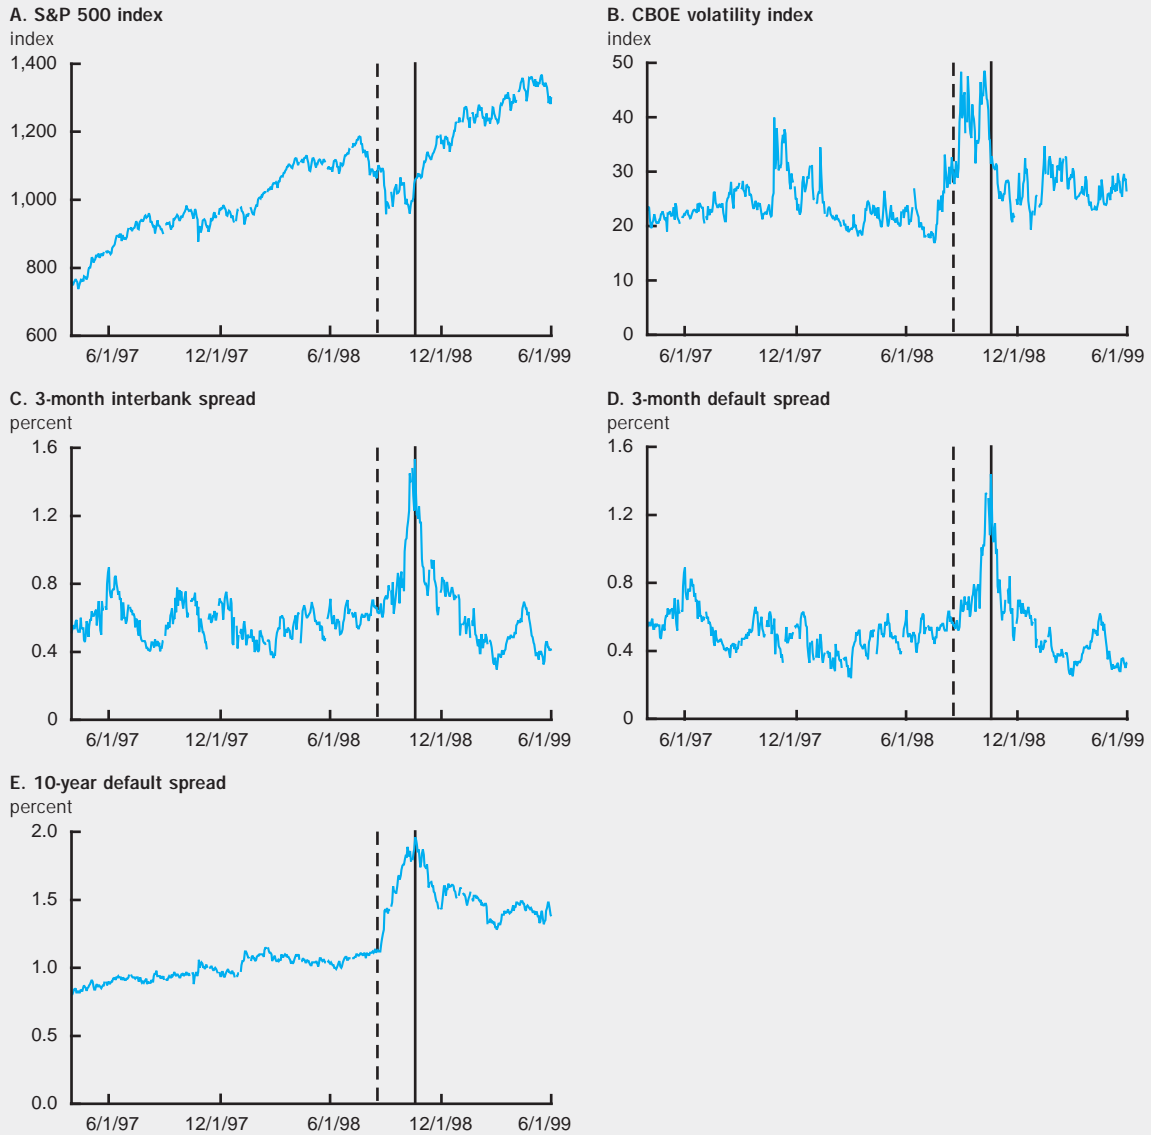 A. S&P 500 index
index
1,400
1,200
1,000
800
600
6/1/97 12/1/97 6/1/98 12/1/98 6/1/99
B. CBOE volatility index
index
50
40
30
20
10
0
6/1/97 12/1/97 6/1/98 12/1/98 6/1/99
C. 3-month interbank spread
percent
1.6
1.2
0.8
0.4
0
6/1/97 12/1/97 6/1/98 12/1/98 6/1/99
D. 3-month default spread
percent
1.6
1.2
0.8
0.4
0
6/1/97 12/1/97 6/1/98 12/1/98 6/1/99
E. 10-year default spread
percent
2.0
1.5
1.0
0.5
0.0
6/1/97 12/1/97 6/1/98 12/1/98 6/1/99